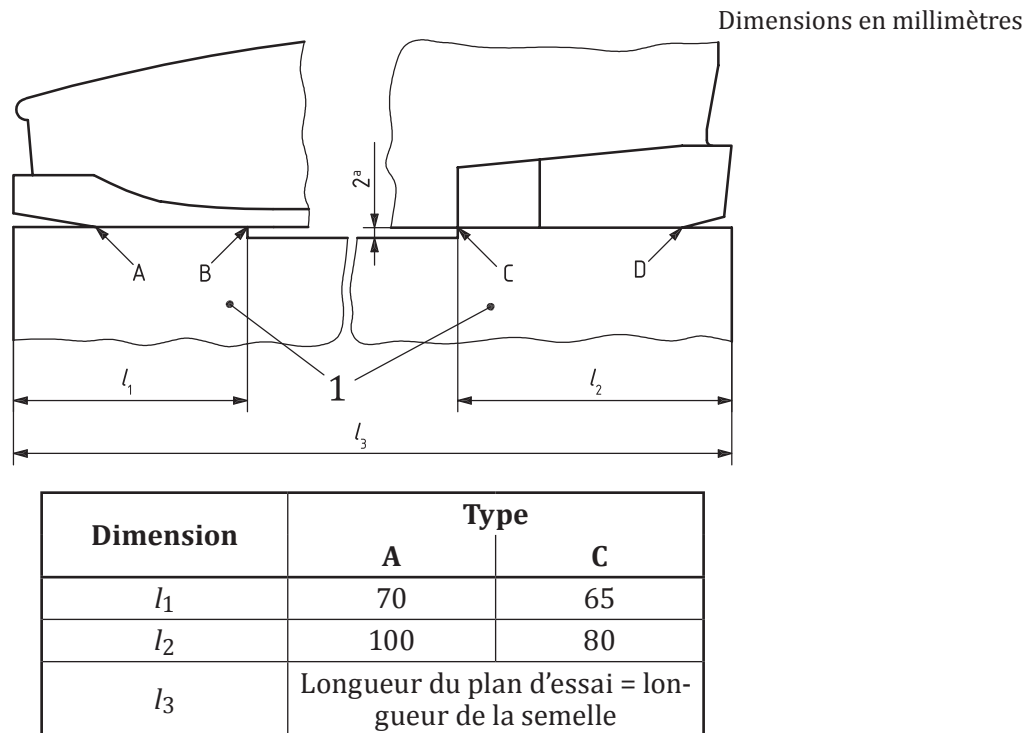 Dimensions en millimètres
2ª
A B C D
1
l1 l2
l3
Dimension Type
A C
l1 70 65
l2 100 80
l3 Longueur du plan d'essai = lon-
gueur de la semelle